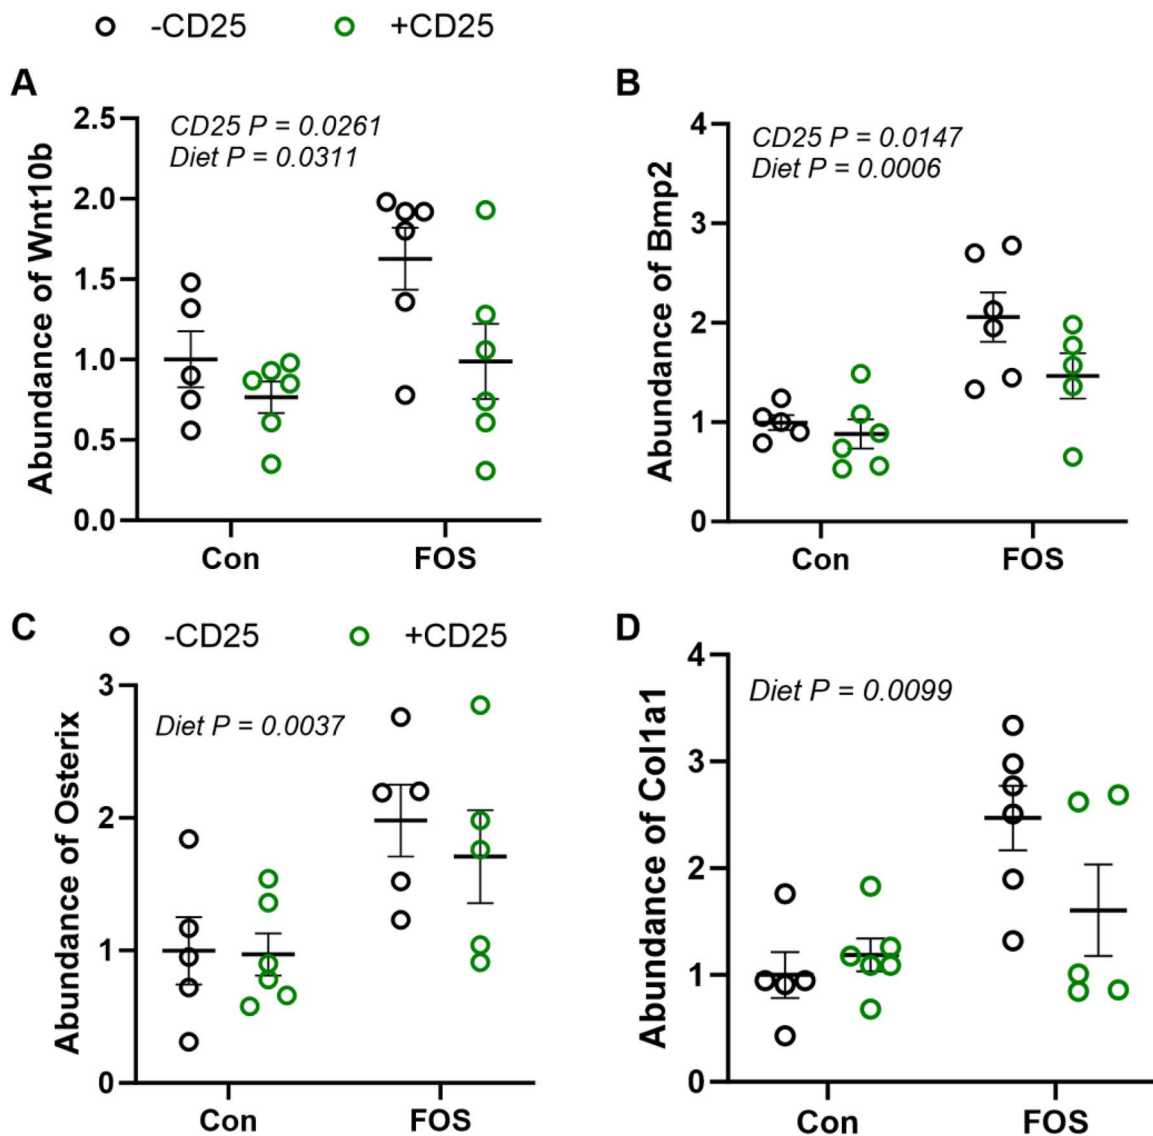 -CD25 +CD25
A
CD25 P = 0.0261
Diet P = 0.0311
Abundance of Wnt10b
2.5
2.0
1.5
1.0
0.5
0.0
Con FOS
B
CD25 P = 0.0147
Diet P = 0.0006
Abundance of Bmp2
4
3
2
1
0
Con FOS
C
-CD25 +CD25
Diet P = 0.0037
Abundance of Osterix
3
2
1
0
Con FOS
D
Diet P = 0.0099
Abundance of Col1a1
4
3
2
1
0
Con FOS